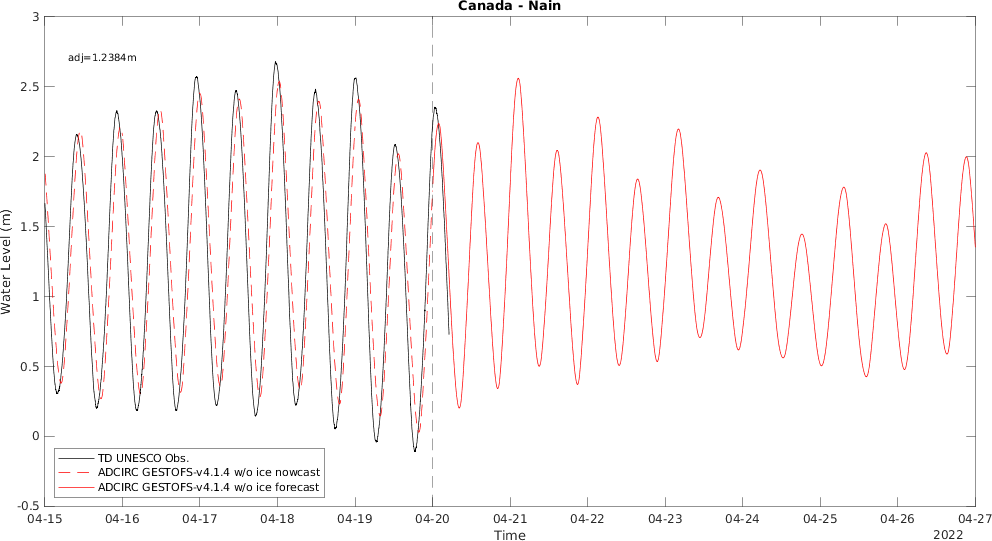 Canada - Nain
3
adj=1.2384m
2.5
2
1.5
1
0.5
0
-0.5
Water Level (m)
TD UNESCO Obs.
ADCIRC GESTOFS-v4.1.4 w/o ice nowcast
ADCIRC GESTOFS-v4.1.4 w/o ice forecast
04-15 04-16 04-17 04-18 04-19 04-20 04-21 04-22 04-23 04-24 04-25 04-26 04-27
Time
2022